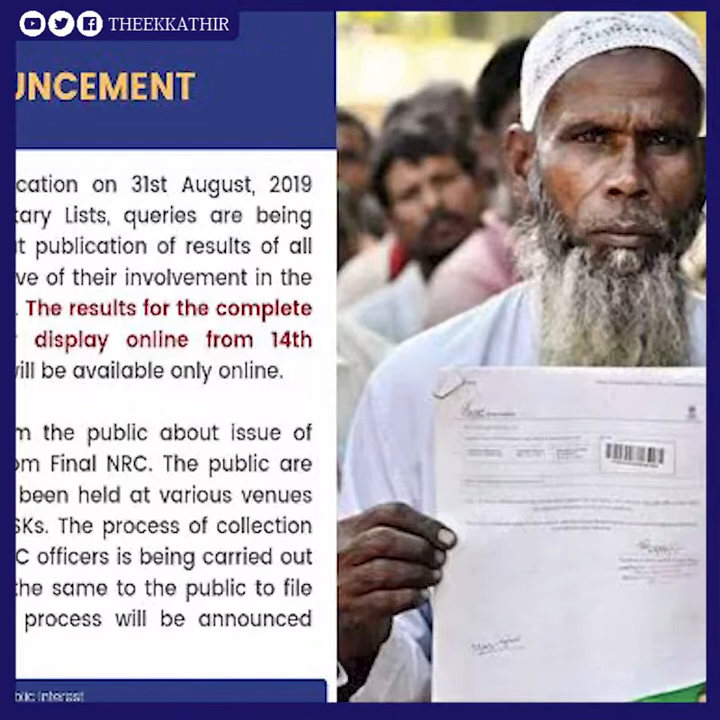 THEEKKATHIR
UNCEMENT
cation on 31st August, 2019
tary Lists, queries are being
t publication of results of all
ve of their involvement in the
. The results for the complete
display online from 14th
will be available only online.
m the public about issue of
om Final NRC. The public are
been held at various venues
SKs. The process of collection
C officers is being carried out
the same to the public to file
process will be announced
blic Interest